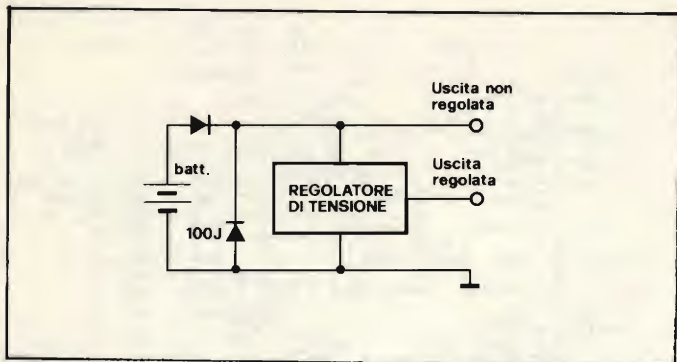 Uscita non
regolata
batt.
Uscita
regolata
REGOLATORE
DI TENSIONE
100J